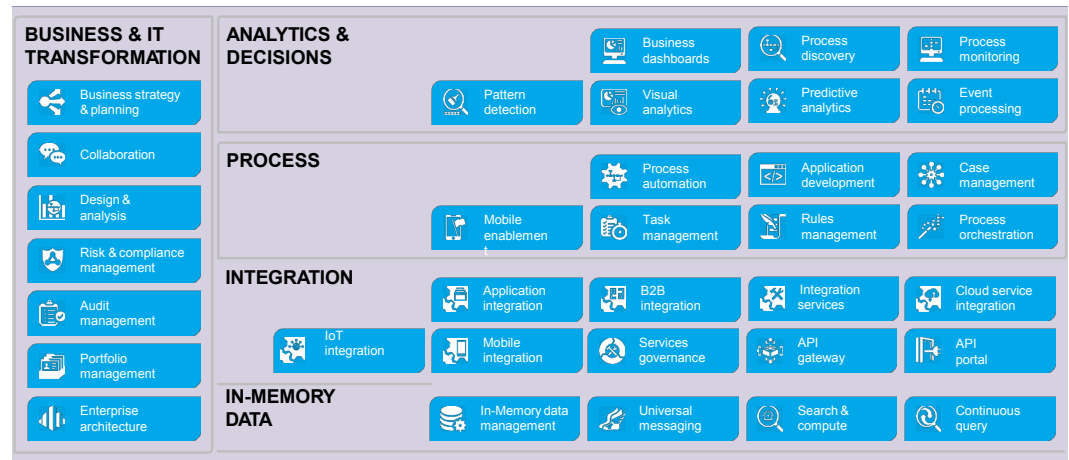 BUSINESS & IT
TRANSFORMATION
Business strategy
& planning
Collaboration
Design &
analysis
Risk & compliance
management
Audit
management
Portfolio
management
Enterprise
architecture
ANALYTICS &
DECISIONS
Business
dashboards
Process
discovery
Process
monitoring
Pattern
detection
Visual
analytics
Predictive
analytics
Event
processing
PROCESS
Process
automation
Application
development
Case
management
Mobile
enablemen
t
Task
management
Rules
management
Process
orchestration
INTEGRATION
Application
integration
B2B
integration
Integration
services
Cloud service
integration
IoT
integration
Mobile
integration
Services
governance
API
gateway
API
portal
IN-MEMORY
DATA
In-Memory data
management
Universal
messaging
Search &
compute
Continuous
query